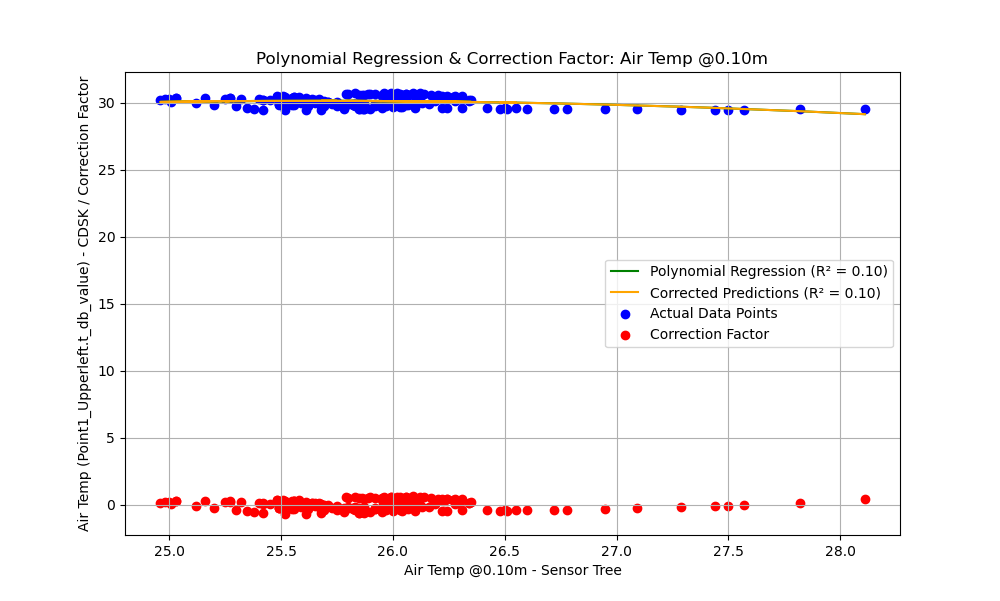 Polynomial Regression & Correction Factor: Air Temp @0.10m
Air Temp (Point1_Upperleft.t_db_value) - CDSK / Correction Factor
30
25
20
15
10
5
0
Polynomial Regression (R² = 0.10)
Corrected Predictions (R² = 0.10)
Actual Data Points
Correction Factor
25.0 25.5 26.0 26.5 27.0 27.5 28.0
Air Temp @0.10m - Sensor Tree